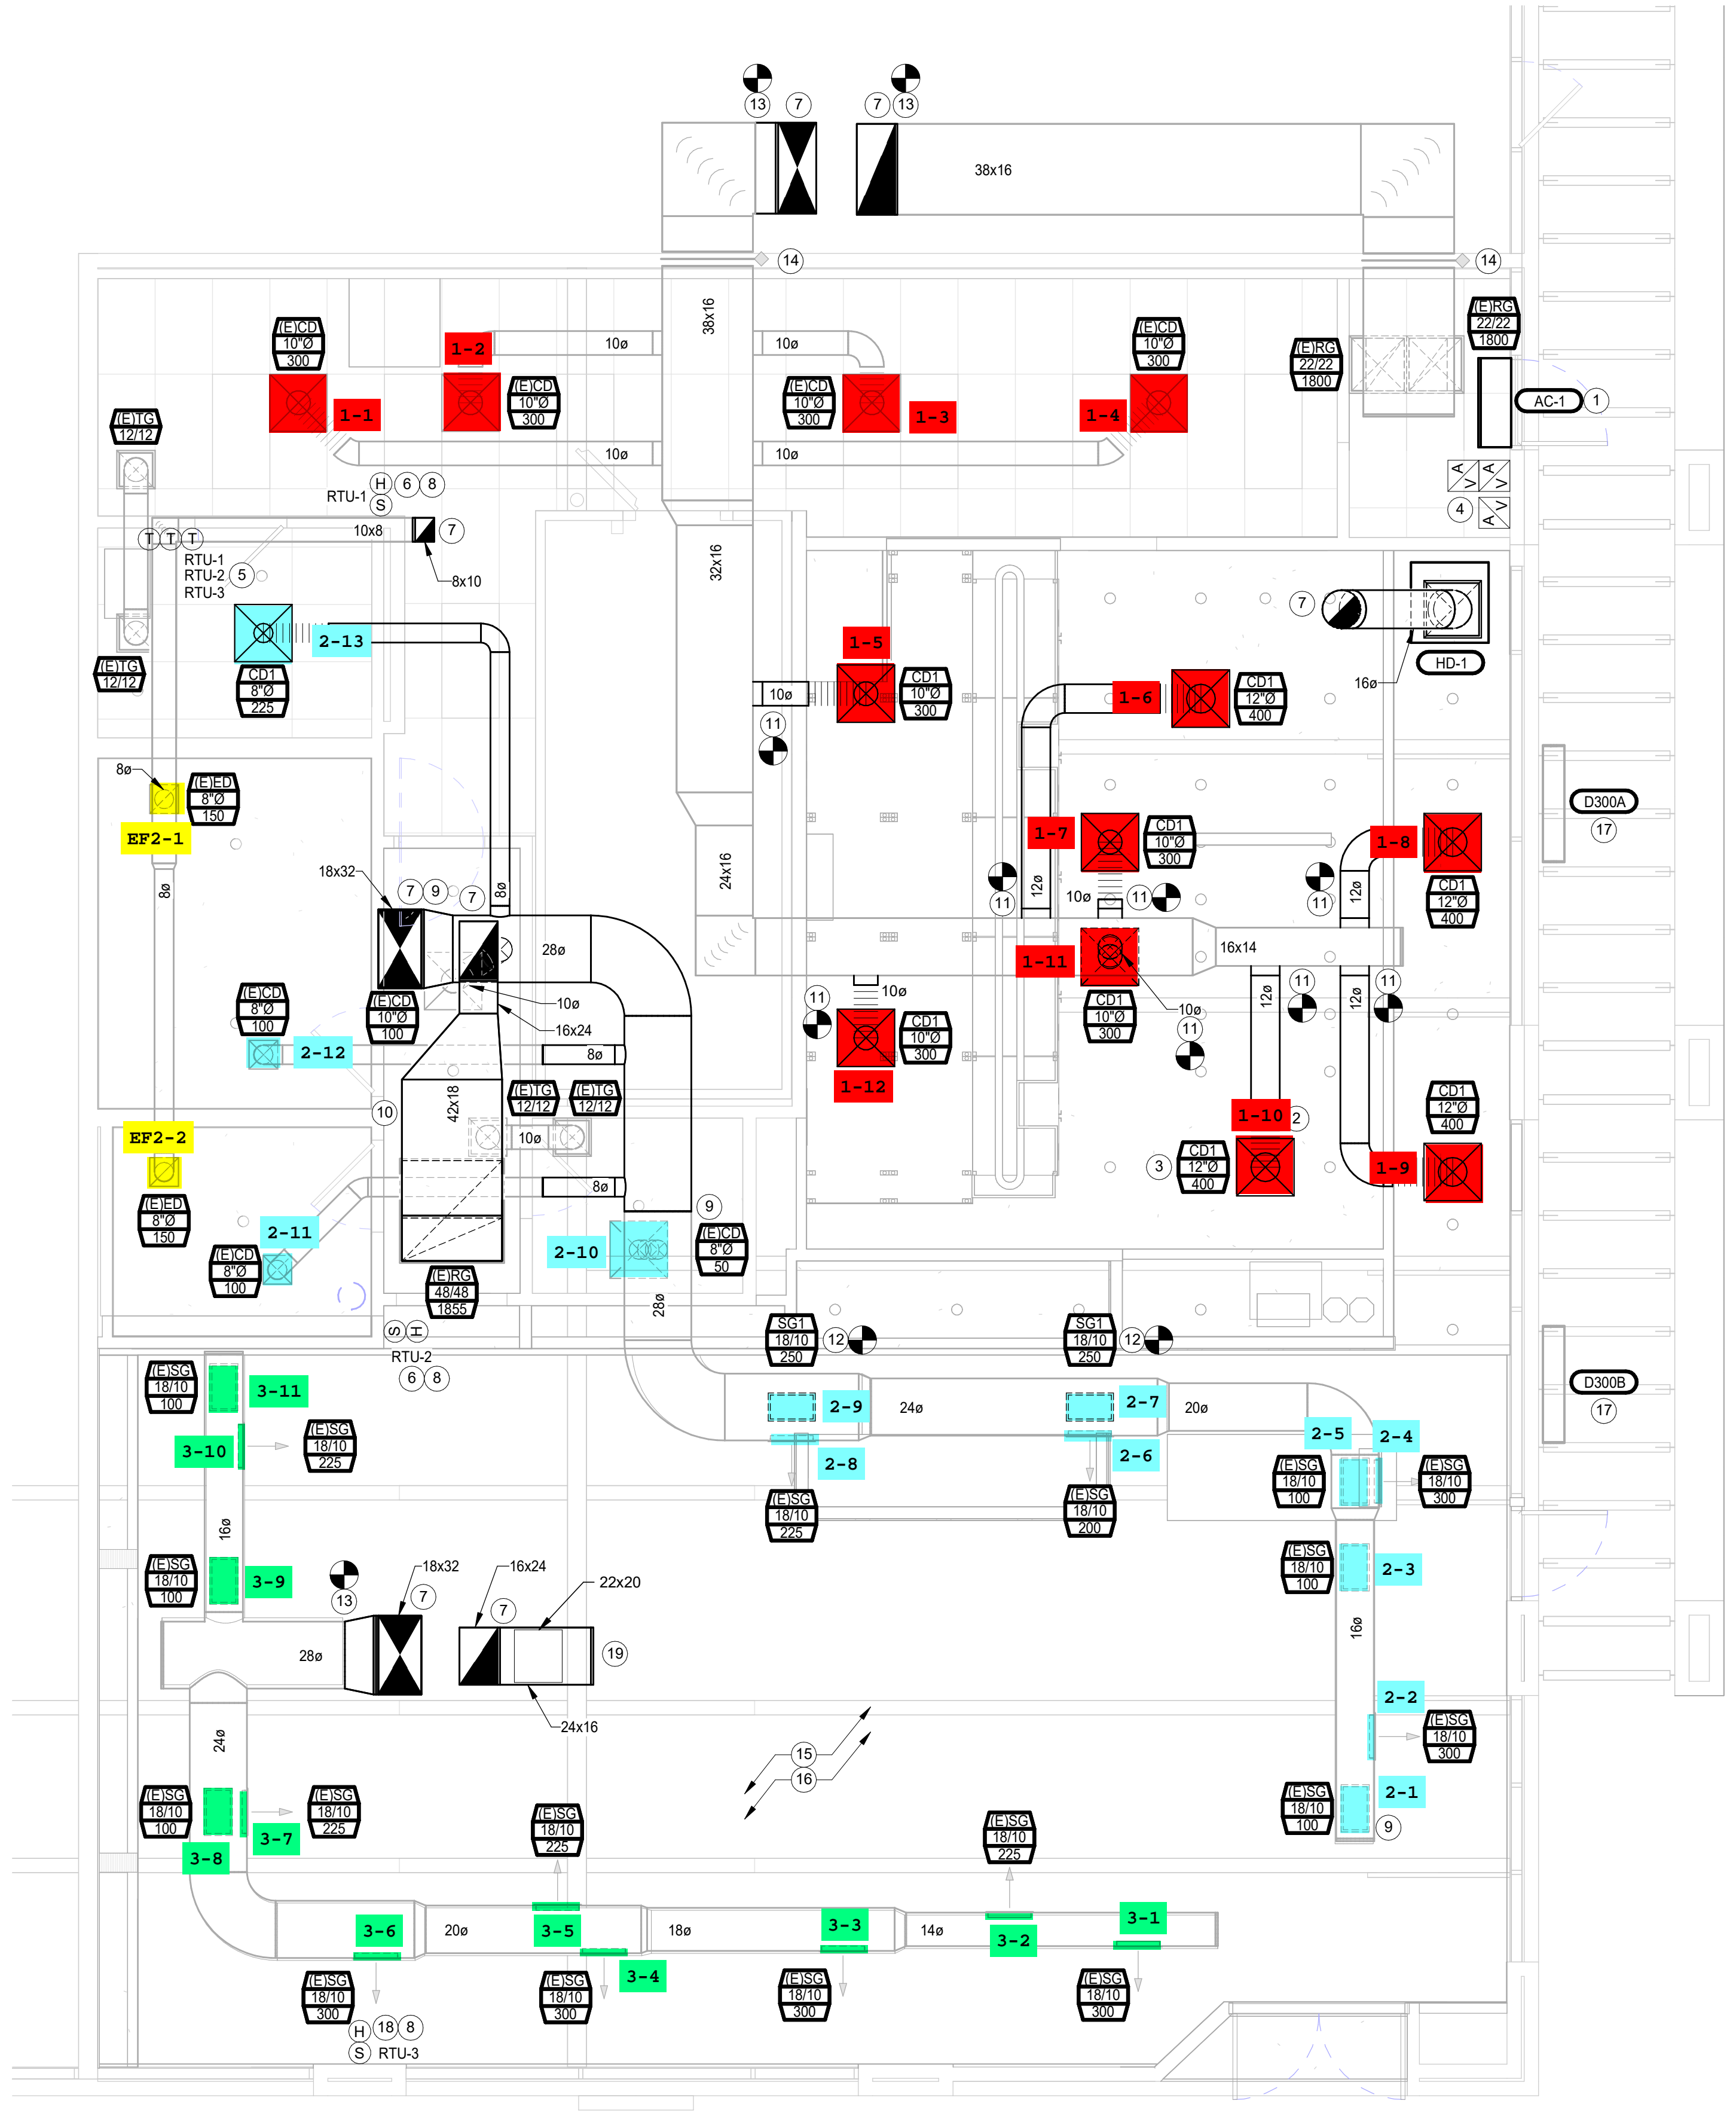 13
7
7
13
38x16
14
14
38x16
(E)CD
10"Ø
300
1-2
10ø
10ø
(E)CD
10"Ø
300
(E)RG
22/22
1800
(E)RG
22/22
1800
(E)CD
10"Ø
300
(E)CD
10"Ø
300
AC-1
1
1-1
1-3
1-4
(E)TG
12/12
10ø
10ø
A
V
A
V
A
V
4
RTU-1
H
6
8
S
10x8
7
T
T
T
RTU-1
RTU-2
RTU-3
5
8x10
32x16
7
16ø
HD-1
2-13
(E)TG
12/12
CD1
8"Ø
225
1-5
10ø
CD1
10"Ø
300
11
1-6
CD1
12"Ø
400
8ø
(E)ED
8"Ø
150
EF2-1
8ø
D300A
17
1-7
CD1
10"Ø
300
1-8
CD1
12"Ø
400
18x32
7
9
7
8ø
24x16
11
12ø
10ø
11
11
12ø
28ø
16x14
1-11
10ø
16x24
(E)CD
8"Ø
100
(E)CD
10"Ø
100
11
10ø
CD1
10"Ø
300
10ø
11
12ø
11
12ø
11
2-12
8ø
CD1
10"Ø
300
1-12
10
42x18
(E)TG
12/12
(E)TG
12/12
10ø
CD1
12"Ø
400
1-10
2
3
CD1
12"Ø
400
1-9
EF2-2
(E)ED
8"Ø
150
8ø
9
2-11
(E)CD
8"Ø
100
2-10
(E)CD
8"Ø
50
(E)RG
48/48
1855
28ø
S
H
RTU-2
6
8
SG1
18/10
250
12
SG1
18/10
250
12
(E)SG
18/10
100
3-11
D300B
17
2-9
24ø
2-7
20ø
3-10
(E)SG
18/10
225
2-8
2-6
2-5
2-4
(E)SG
18/10
100
(E)SG
18/10
300
(E)SG
18/10
225
(E)SG
18/10
200
16ø
(E)SG
18/10
100
3-9
13
18x32
7
16x24
7
22x20
(E)SG
18/10
100
2-3
28ø
19
16ø
24x16
24ø
15
16
2-2
(E)SG
18/10
300
(E)SG
18/10
100
3-8
(E)SG
18/10
225
3-7
(E)SG
18/10
100
2-1
9
(E)SG
18/10
225
(E)SG
18/10
225
3-6
20ø
3-5
18ø
3-3
14ø
3-2
3-1
3-4
(E)SG
18/10
300
(E)SG
18/10
300
(E)SG
18/10
300
(E)SG
18/10
300
H
18
8
S
RTU-3